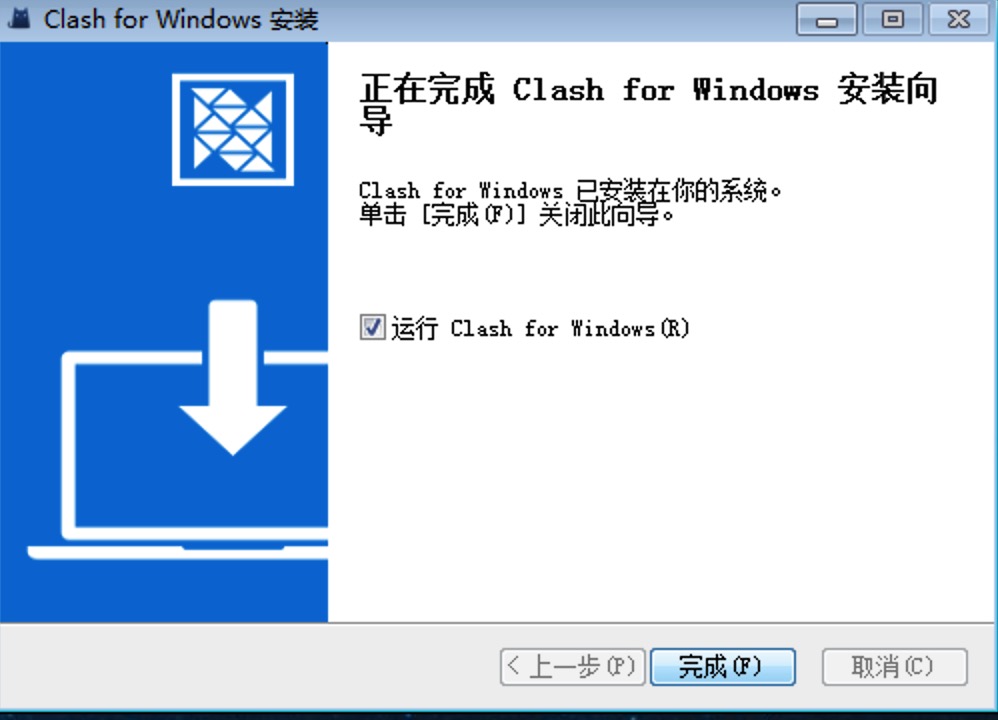 Clash for Windows 安装
正在完成 Clash for Windows 安装向
导
Clash for Windows 已安装在你的系统。
单击 [完成(F)] 关闭此向导。
运行 Clash for Windows(R)
< 上一步(P)
完成(F)
取消(C)